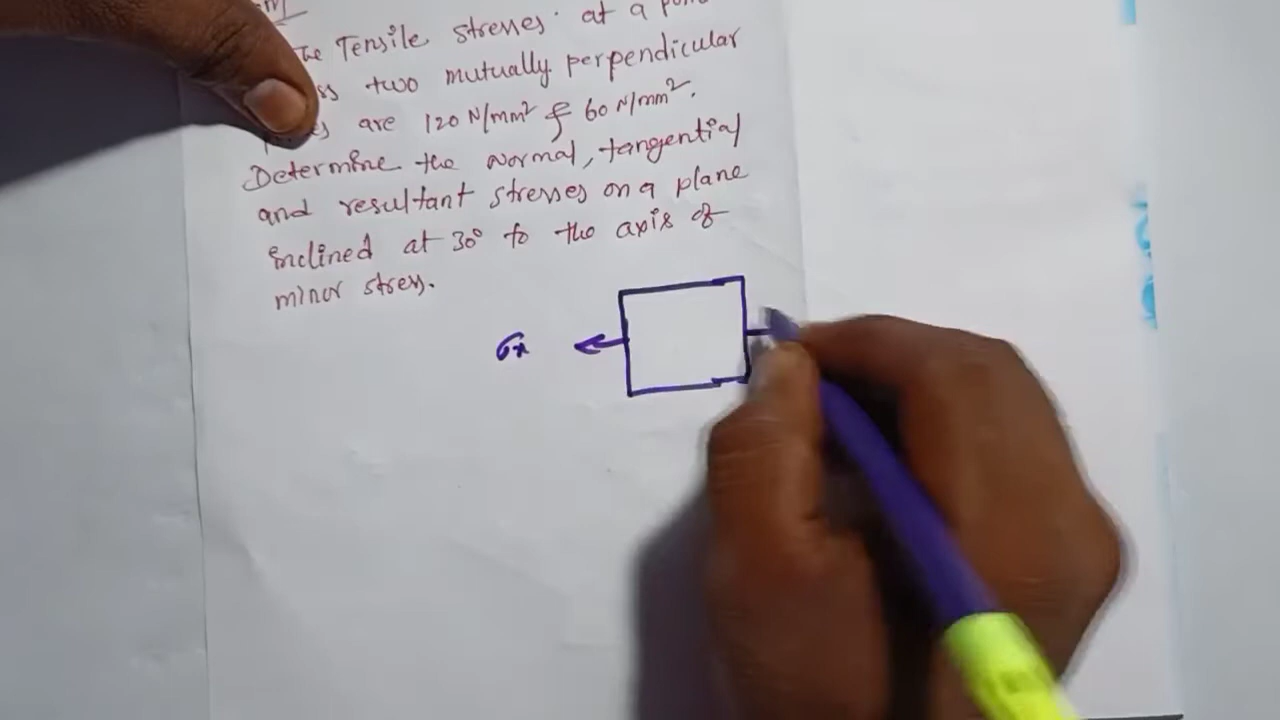 Tensile stresses at a
two mutually perpendicular
are 120 N/mm² & 60 N/mm².
Determine the Normal, tangential
and resultant stresses on a plane
inclined at 30° to the axis of
minor stress.
σx